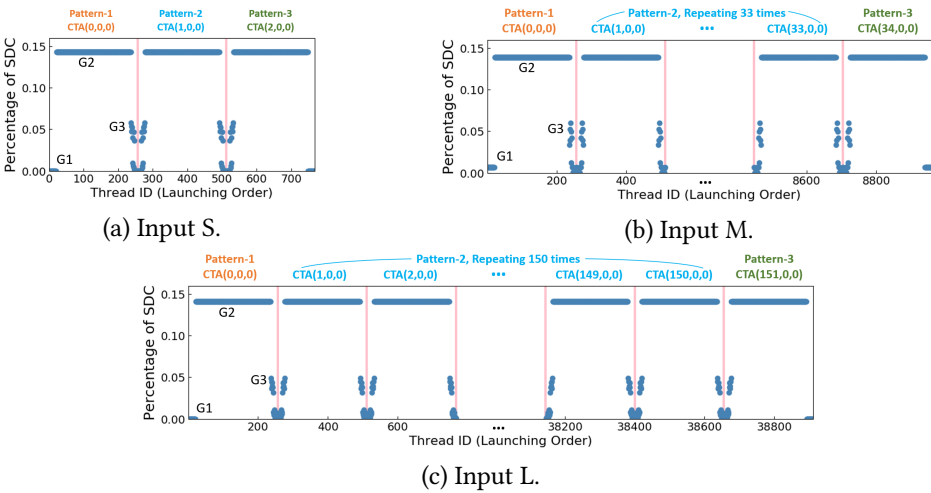 Pattern-1 Pattern-2 Pattern-3
CTA(0,0,0) CTA(1,0,0) CTA(2,0,0)
Percentage of SDC
0.15
0.10
0.05
0.00
G2
G3
G1
0 100 200 300 400 500 600 700
Thread ID (Launching Order)
(a) Input S.
Pattern-1 Pattern-2, Repeating 33 times Pattern-3
CTA(0,0,0) CTA(1,0,0) ••• CTA(33,0,0) CTA(34,0,0)
Percentage of SDC
0.15
0.10
0.05
0.00
G2
G3
G1
200 400 ••• 8600 8800
Thread ID (Launching Order)
(b) Input M.
Pattern-1 Pattern-2, Repeating 150 times Pattern-3
CTA(0,0,0) CTA(1,0,0) CTA(2,0,0) ••• CTA(149,0,0) CTA(150,0,0) CTA(151,0,0)
Percentage of SDC
0.15
0.10
0.05
0.00
G2
G3
G1
200 400 600 ••• 38200 38400 38600 38800
Thread ID (Launching Order)
(c) Input L.